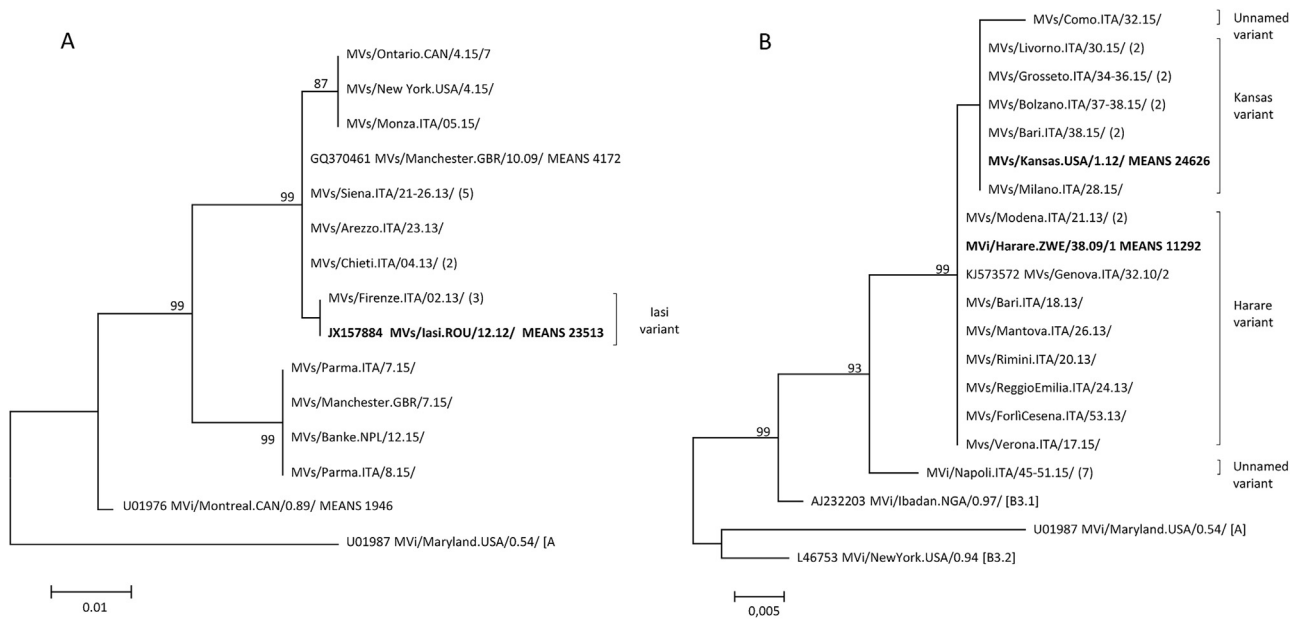 A
MVs/Ontario.CAN/4.15/7
87
MVs/New York.USA/4.15/
MVs/Monza.ITA/05.15/
GQ370461 MVs/Manchester.GBR/10.09/ MEANS 4172
99
MVs/Siena.ITA/21-26.13/ (5)
MVs/Arezzo.ITA/23.13/
MVs/Chieti.ITA/04.13/ (2)
99
MVs/Firenze.ITA/02.13/ (3)
JX157884 MVs/Iasi.ROU/12.12/ MEANS 23513
Iasi
variant
MVs/Parma.ITA/7.15/
MVs/Manchester.GBR/7.15/
99
MVs/Banke.NPL/12.15/
MVs/Parma.ITA/8.15/
U01976 MVi/Montreal.CAN/0.89/ MEANS 1946
U01987 MVi/Maryland.USA/0.54/ [A
0.01
B
MVs/Como.ITA/32.15/
Unnamed
variant
MVs/Livorno.ITA/30.15/ (2)
MVs/Grosseto.ITA/34-36.15/ (2)
MVs/Bolzano.ITA/37-38.15/ (2)
MVs/Bari.ITA/38.15/ (2)
MVs/Kansas.USA/1.12/ MEANS 24626
MVs/Milano.ITA/28.15/
Kansas
variant
MVs/Modena.ITA/21.13/ (2)
MVi/Harare.ZWE/38.09/1 MEANS 11292
99
KJ573572 MVs/Genova.ITA/32.10/2
MVs/Bari.ITA/18.13/
MVs/Mantova.ITA/26.13/
MVs/Rimini.ITA/20.13/
MVs/ReggioEmilia.ITA/24.13/
MVs/ForlìCesena.ITA/53.13/
Mvs/Verona.ITA/17.15/
Harare
variant
93
MVi/Napoli.ITA/45-51.15/ (7)
Unnamed
variant
99
AJ232203 MVi/Ibadan.NGA/0.97/ [B3.1]
U01987 MVi/Maryland.USA/0.54/ [A]
L46753 MVi/NewYork.USA/0.94 [B3.2]
0,005